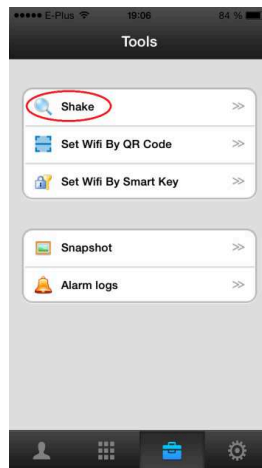 E-Plus 19:06 84 %
Tools
Shake
Set Wifi By QR Code
Set Wifi By Smart Key
Snapshot
Alarm logs